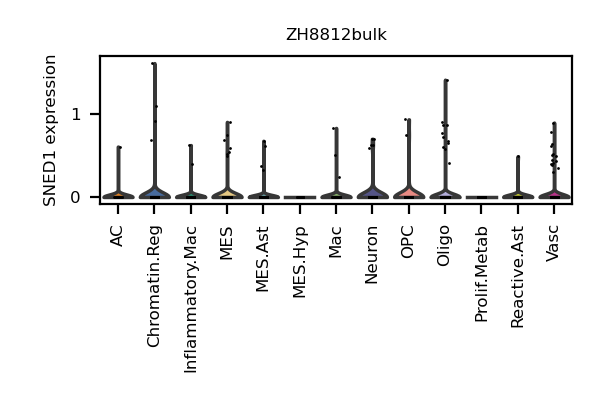 ZH8812bulk
SNED1 expression
1
0
AC
Chromatin.Reg
Inflammatory.Mac
MES
MES.Ast
MES.Hyp
Mac
Neuron
OPC
Oligo
Prolif.Metab
Reactive.Ast
Vasc